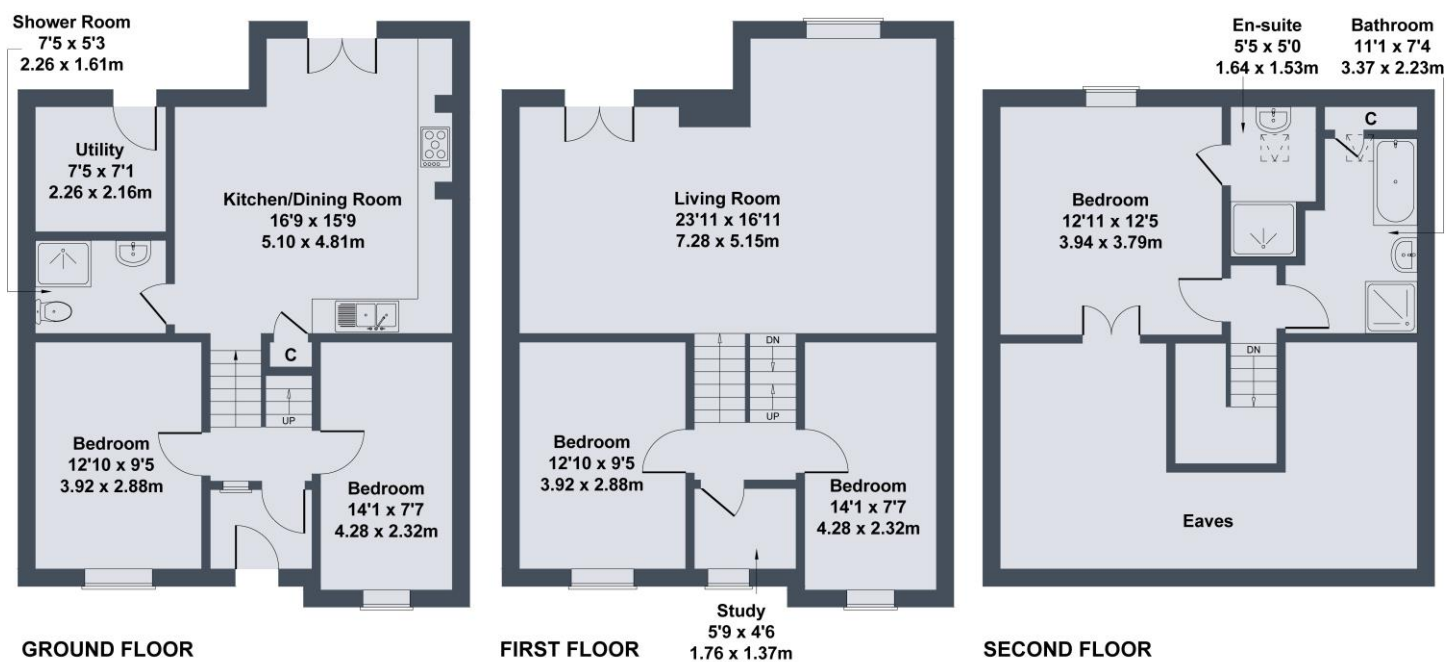 Shower Room
7'5 x 5'3
2.26 x 1.61m
Utility
7'5 x 7'1
2.26 x 2.16m
Kitchen/Dining Room
16'9 x 15'9
5.10 x 4.81m
C
UP
Bedroom
12'10 x 9'5
3.92 x 2.88m
Bedroom
14'1 x 7'7
4.28 x 2.32m
GROUND FLOOR
Living Room
23'11 x 16'11
7.28 x 5.15m
DN
UP
Bedroom
12'10 x 9'5
3.92 x 2.88m
Bedroom
14'1 x 7'7
4.28 x 2.32m
Study
5'9 x 4'6
1.76 x 1.37m
FIRST FLOOR
En-suite
5'5 x 5'0
1.64 x 1.53m
Bathroom
11'1 x 7'4
3.37 x 2.23m
C
Bedroom
12'11 x 12'5
3.94 x 3.79m
DN
Eaves
SECOND FLOOR